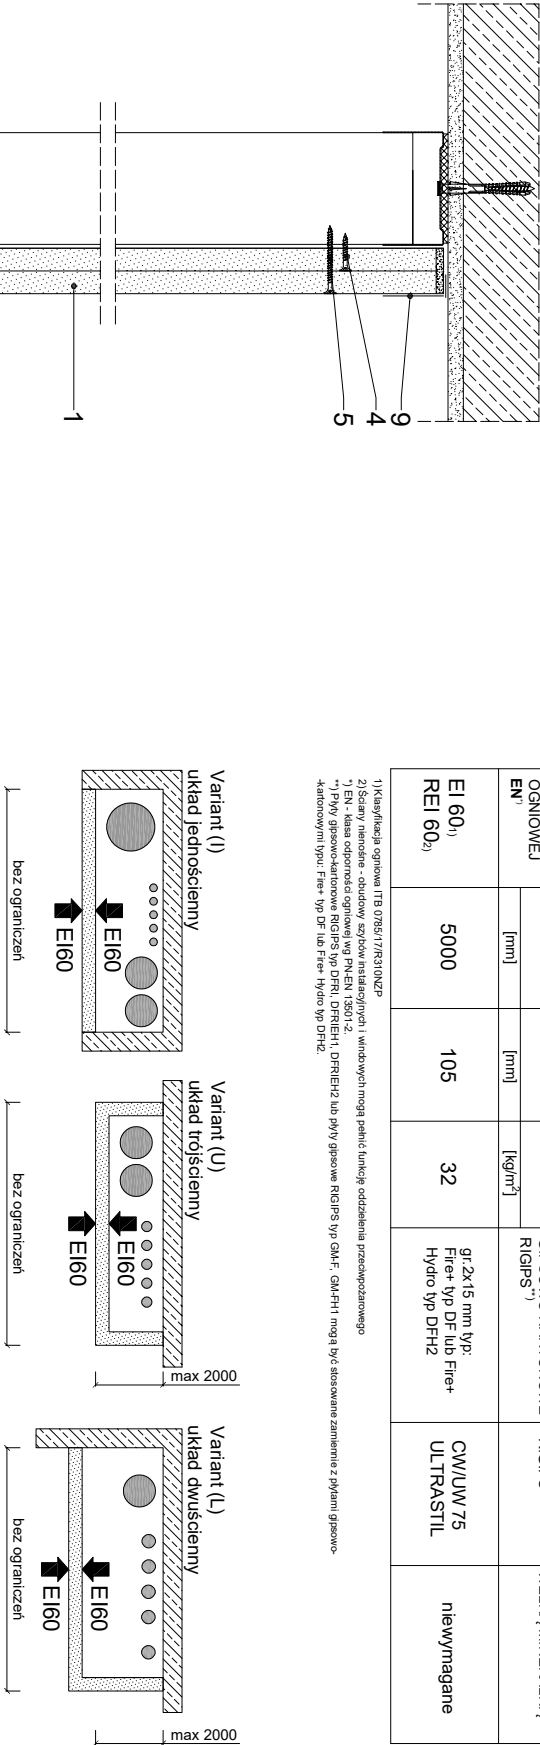 9
4
5
1
OGNIOWEJ
EN*)
[mm]
[mm]
[kg/m²]
RIGIPS**)
EI 60₁₎
REI 60₂₎
5000
105
32
gr.2x15 mm typ:
Fire+ typ DF lub Fire+
Hydro typ DFH2
CW/UW 75
ULTRASTIL
niewymagane
1) Klasyfikacja ogniowa ITB 0785/17/R310NZP
2) Ściany nienośne - obudowy szybów instalacyjnych i windowych mogą pełnić funkcję oddzielenia przeciwpożarowego
*) EN - klasa odporności ogniowej wg PN-EN 13501-2.
**) Płyty gipsowo-kartonowe RIGIPS typ DFRI, DFRIEH1, DFRIEH2 lub płyty gipsowe RIGIPS typ GM-F, GM-FH1 mogą być stosowane zamiennie z płytami gipsowo-
-kartonowymi typu: Fire+ typ DF lub Fire+ Hydro typ DFH2.
Variant (I)
układ jednościenny
EI60
EI60
bez ograniczeń
Variant (U)
układ trójścienny
EI60
EI60
bez ograniczeń
max 2000
Variant (L)
układ dwuścienny
EI60
EI60
bez ograniczeń
max 2000